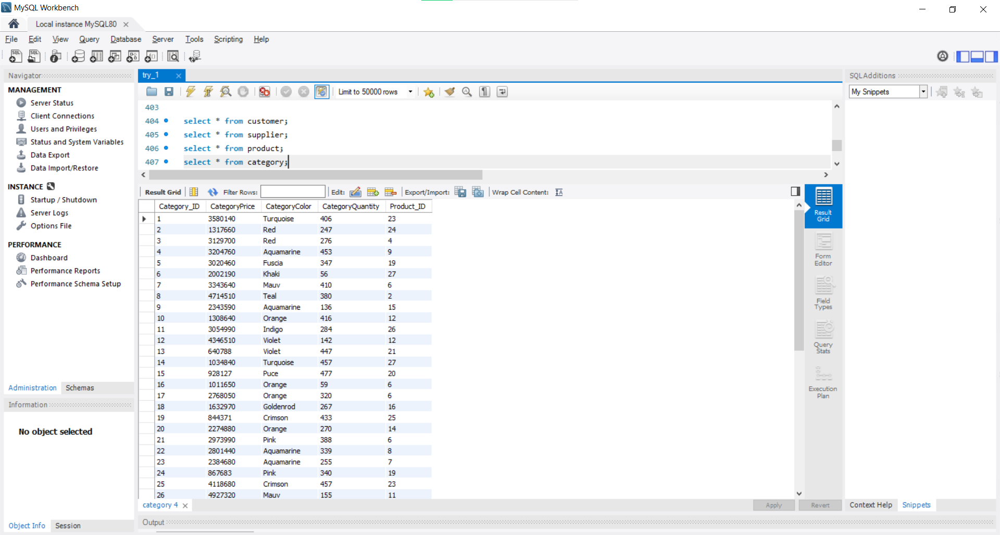 MySQL Workbench
Local instance MySQL80
File Edit View Query Database Server Tools Scripting Help
Navigator
MANAGEMENT
Server Status
Client Connections
Users and Privileges
Status and System Variables
Data Export
Data Import/Restore
INSTANCE
Startup / Shutdown
Server Logs
Options File
PERFORMANCE
Dashboard
Performance Reports
Performance Schema Setup
Administration Schemas
Information
No object selected
Object Info Session
try_1
Limit to 50000 rows
403
404 select * from customer;
405 select * from supplier;
406 select * from product;
407 select * from category;
Result Grid Filter Rows: Edit: Export/Import: Wrap Cell Content:
Category_ID CategoryPrice CategoryColor CategoryQuantity Product_ID
1 3580140 Turquoise 406 23
2 1317660 Red 247 24
3 3129700 Red 276 4
4 3204760 Aquamarine 453 9
5 3020460 Fuscia 347 19
6 2002190 Khaki 56 27
7 3343640 Mauv 410 6
8 4714510 Teal 380 2
9 2343590 Aquamarine 136 15
10 1308640 Orange 416 12
11 3054990 Indigo 284 26
12 4346510 Violet 142 12
13 640788 Violet 447 21
14 1034840 Turquoise 457 27
15 928127 Puce 477 20
16 1011650 Orange 59 6
17 2768050 Orange 320 6
18 1632970 Goldenrod 267 16
19 844371 Crimson 433 25
20 2274880 Orange 270 14
21 2973990 Pink 388 6
22 2801440 Aquamarine 339 8
23 2384680 Aquamarine 255 7
24 867683 Pink 340 19
25 4118680 Crimson 457 23
26 4927320 Mauv 155 11
Result
Grid
Form
Editor
Field
Types
Query
Stats
Execution
Plan
category 4
Apply Revert
Output
SQLAdditions
My Snippets
Context Help Snippets